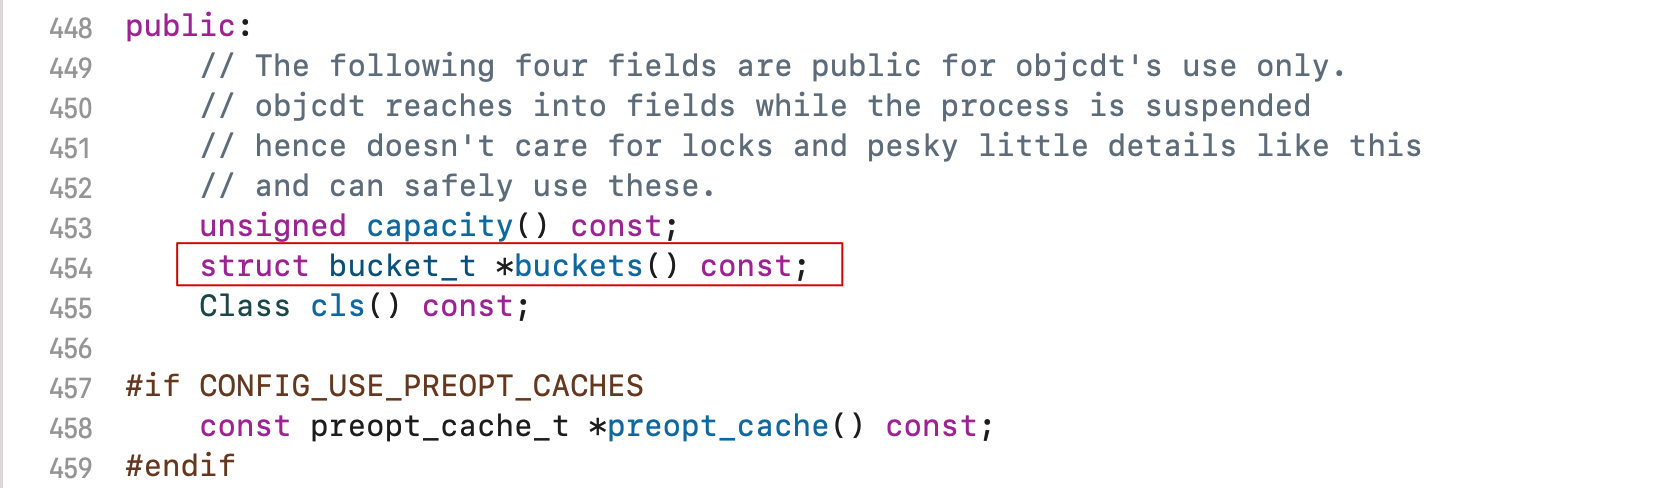 448 public:
449     // The following four fields are public for objcdt's use only.
450     // objcdt reaches into fields while the process is suspended
451     // hence doesn't care for locks and pesky little details like this
452     // and can safely use these.
453     unsigned capacity() const;
454     struct bucket_t *buckets() const;
455     Class cls() const;
456
457 #if CONFIG_USE_PREOPT_CACHES
458     const preopt_cache_t *preopt_cache() const;
459 #endif